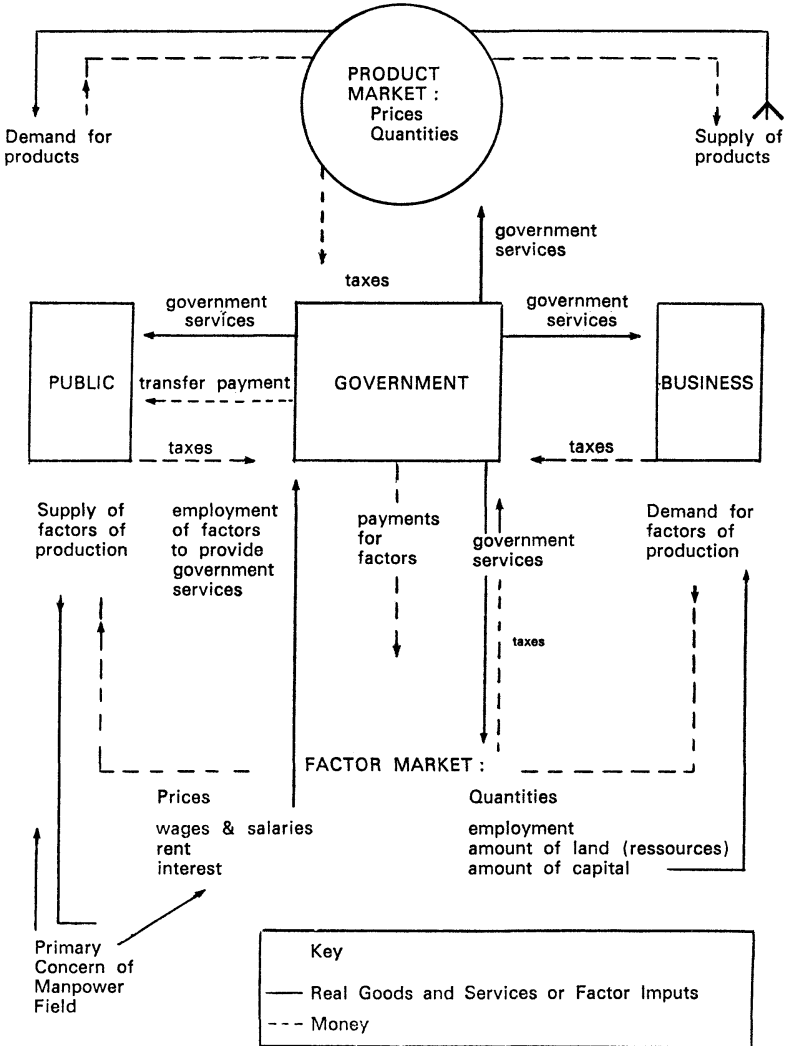 PRODUCT
MARKET :
Prices
Quantities
Demand for
products
Supply of
products
government
services
taxes
government
services
government
services
PUBLIC
transfer payment
GOVERNMENT
BUSINESS
taxes
taxes
Supply of
factors of
production
employment
of factors
to provide
government
services
payments
for
factors
government
services
Demand for
factors of
production
taxes
FACTOR MARKET :
Prices
wages & salaries
rent
interest
Quantities
employment
amount of land (ressources)
amount of capital
Primary
Concern of
Manpower
Field
Key
Real Goods and Services or Factor Imputs
Money